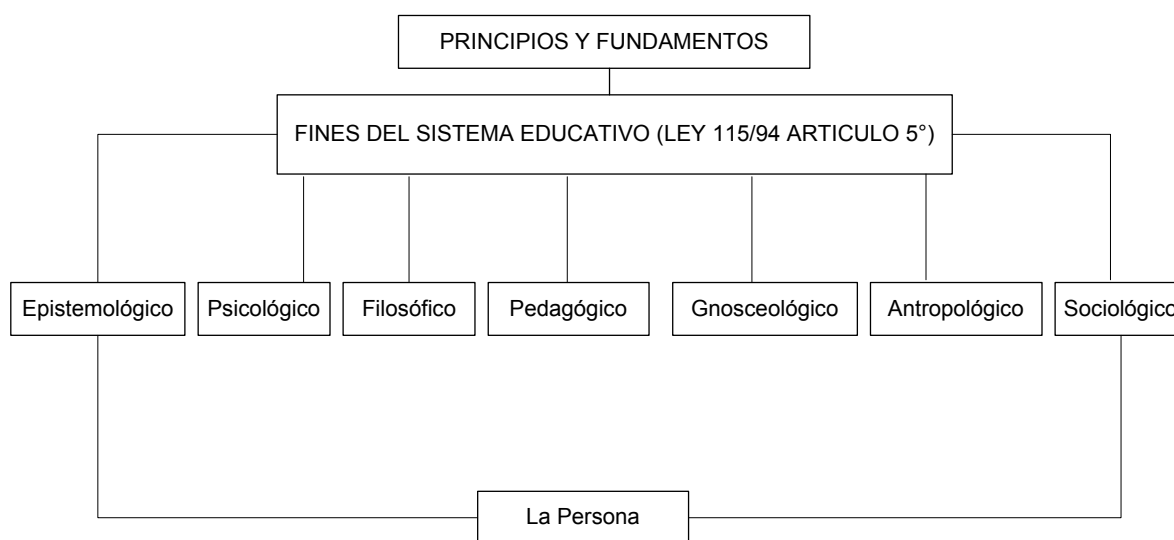 PRINCIPIOS Y FUNDAMENTOS
FINES DEL SISTEMA EDUCATIVO (LEY 115/94 ARTICULO 5°)
Epistemológico
Psicológico
Filosófico
Pedagógico
Gnosceológico
Antropológico
Sociológico
La Persona